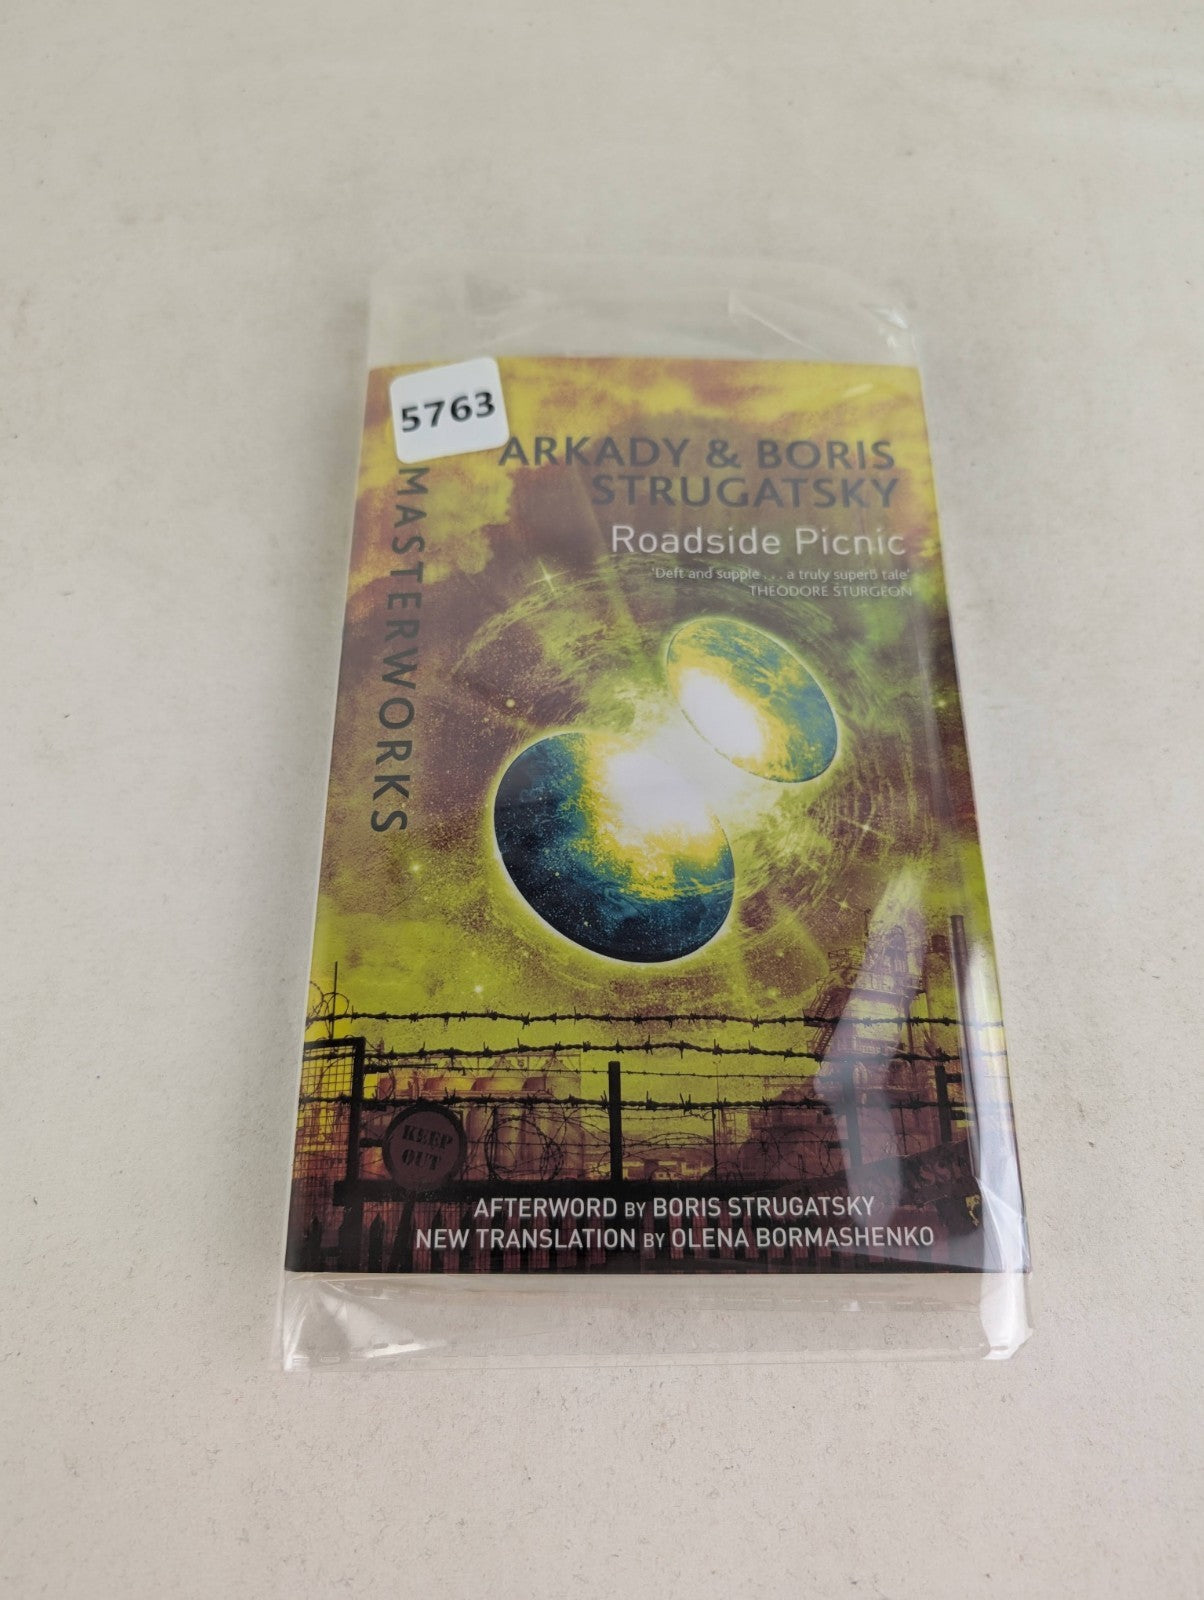 5763
MASTERWORKS
ARKADY & BORIS
STRUGATSKY
Roadside Picnic
'Deft and supple . . . a truly superb tale'
THEODORE STURGEON
KEEP
OUT
AFTERWORD BY BORIS STRUGATSKY
NEW TRANSLATION BY OLENA BORMASHENKO